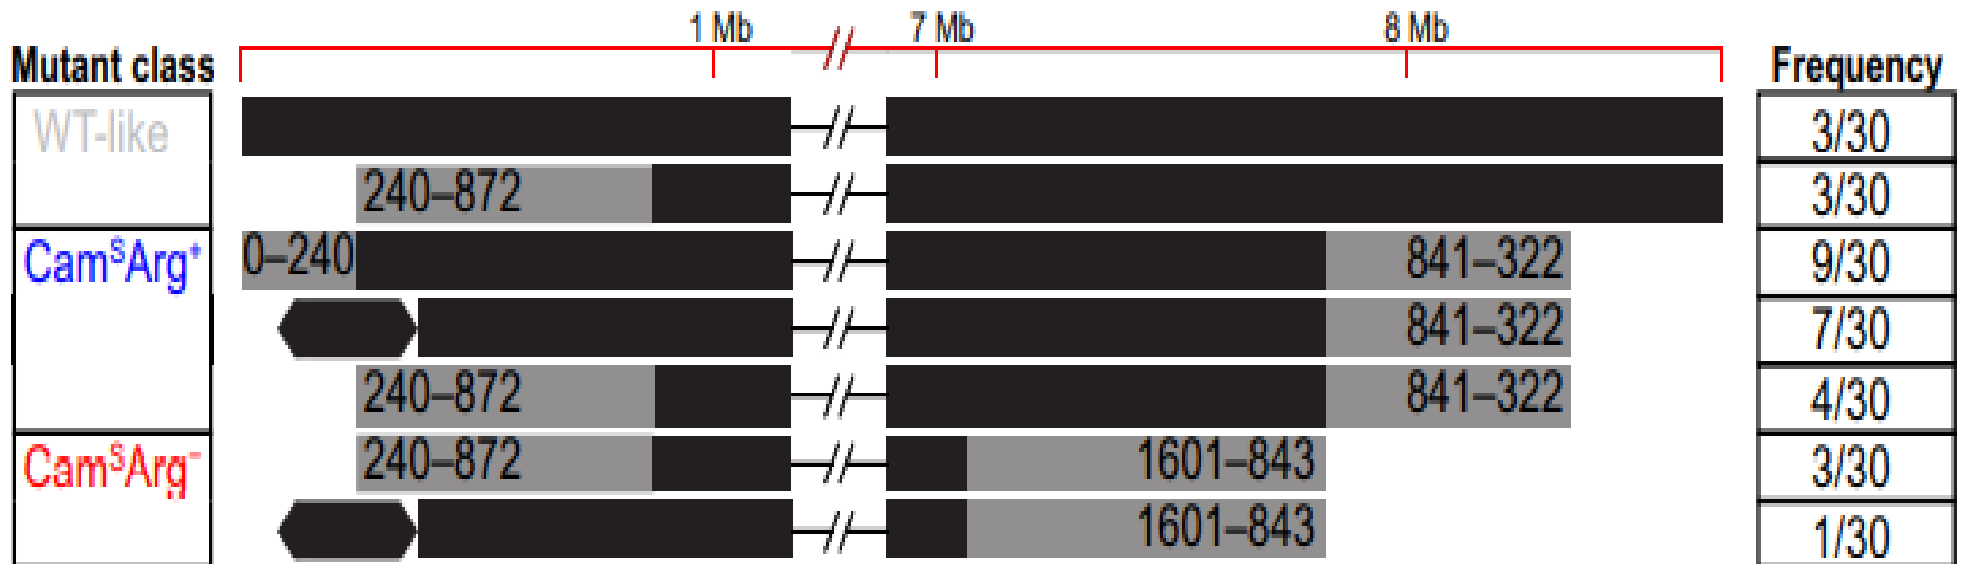 1 Mb 7 Mb 8 Mb
Mutant class Frequency
WT-like 3/30
240–872 3/30
CamSArg+ 0–240 841–322 9/30
841–322 7/30
240–872 841–322 4/30
CamSArg− 240–872 1601–843 3/30
1601–843 1/30